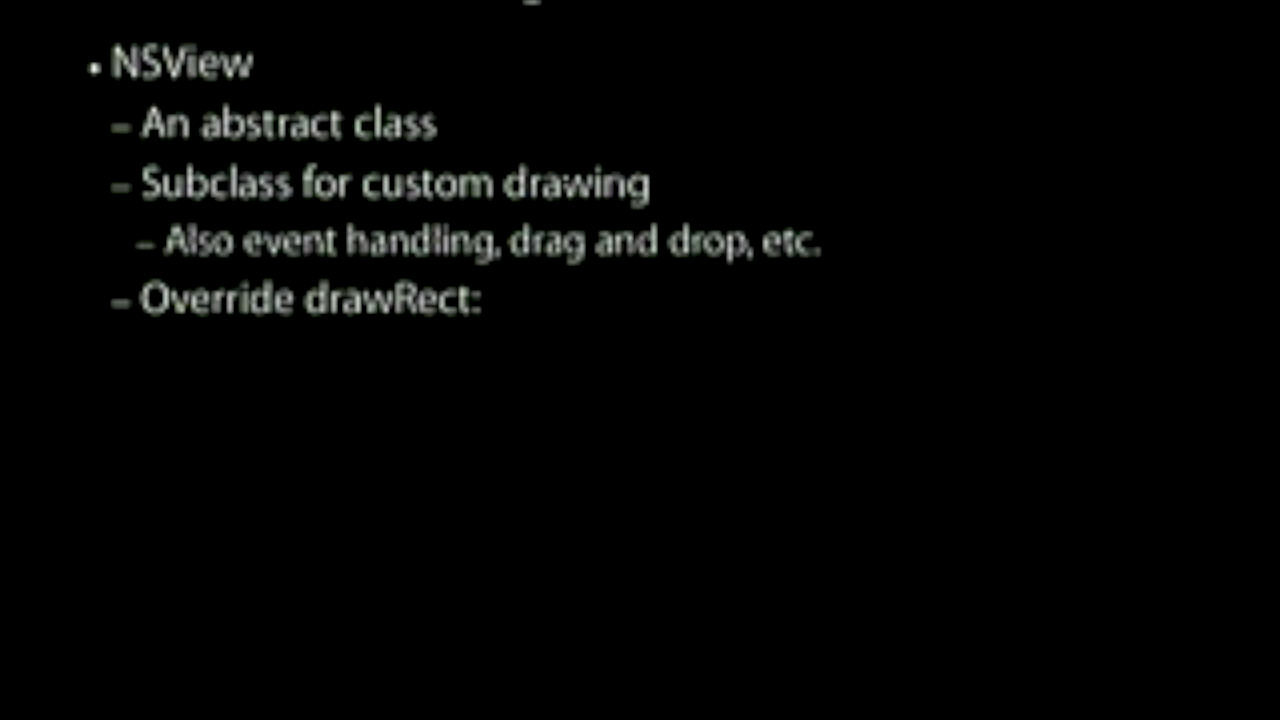 • NSView
– An abstract class
– Subclass for custom drawing
– Also event handling, drag and drop, etc.
– Override drawRect: